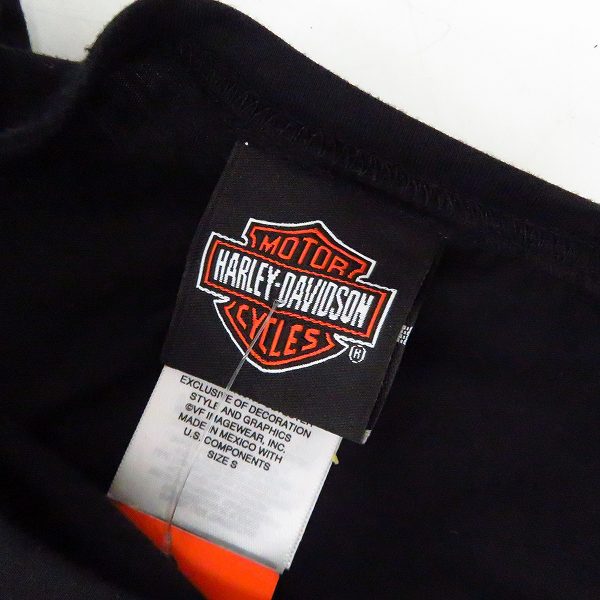 MOTOR
HARLEY-DAVIDSON
CYCLES
®
EXCLUSIVE OF DECORATION
STYLE AND GRAPHICS
©VF IMAGEWEAR, INC.
MADE IN MEXICO WITH
U.S. COMPONENTS
SIZE S